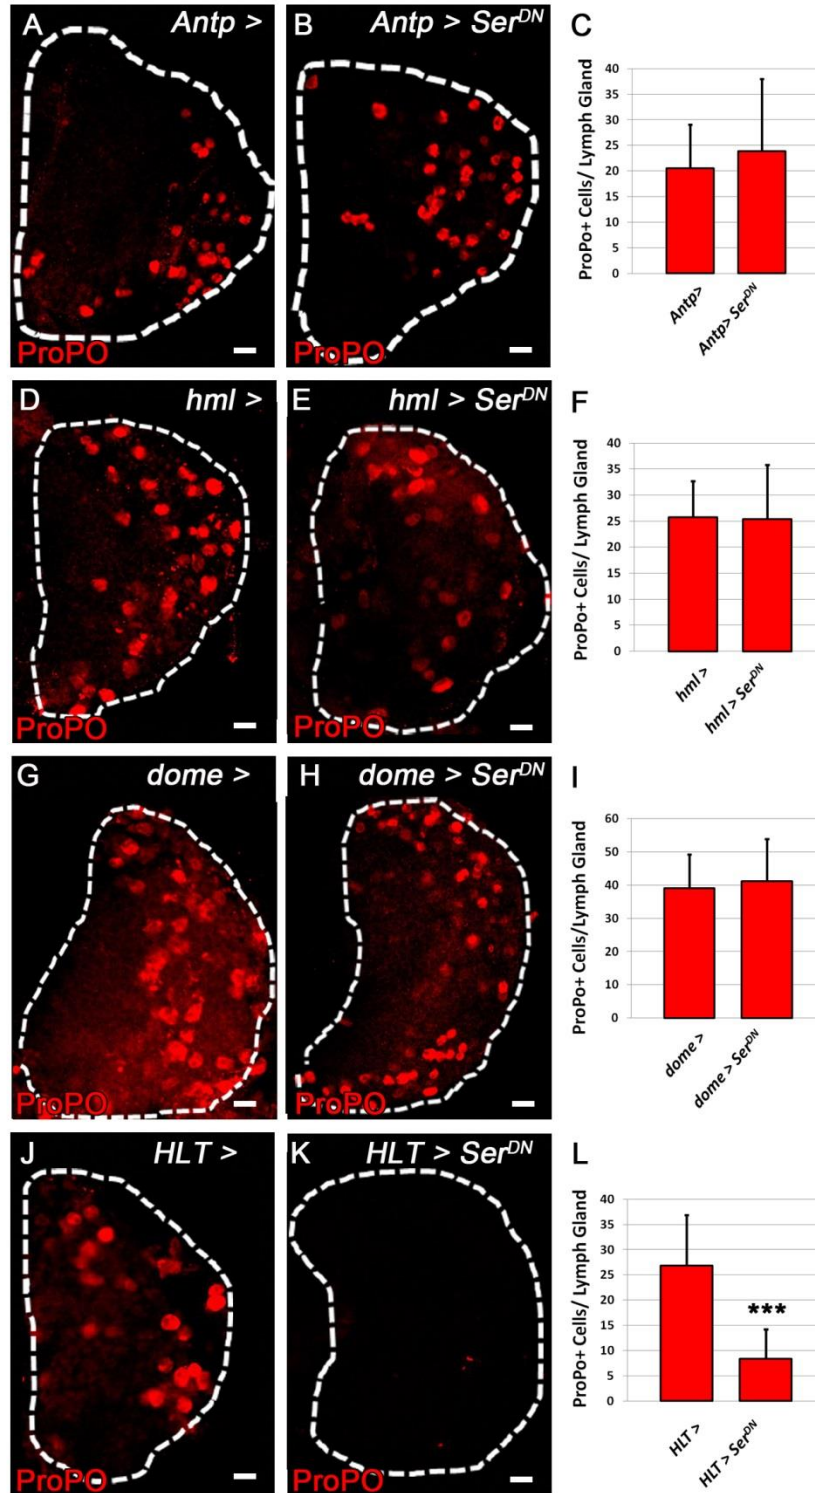 A Antp >
ProPO
B Antp > Ser^DN
ProPO
C
ProPo+ Cells/ Lymph Gland
40
35
30
25
20
15
10
5
0
Antp>
Antp> Ser^DN
D hml >
ProPO
E hml > Ser^DN
ProPO
F
ProPo+ Cells/ Lymph Gland
40
35
30
25
20
15
10
5
0
hml >
hml > Ser^DN
G dome >
ProPO
H dome > Ser^DN
ProPO
I
ProPo+ Cells/Lymph Gland
60
50
40
30
20
10
0
dome >
dome > Ser^DN
J HLT >
ProPO
K HLT > Ser^DN
ProPO
L
ProPo+ Cells/ Lymph Gland
40
35
30
25
20
15
10
5
0
***
HLT >
HLT > Ser^DN